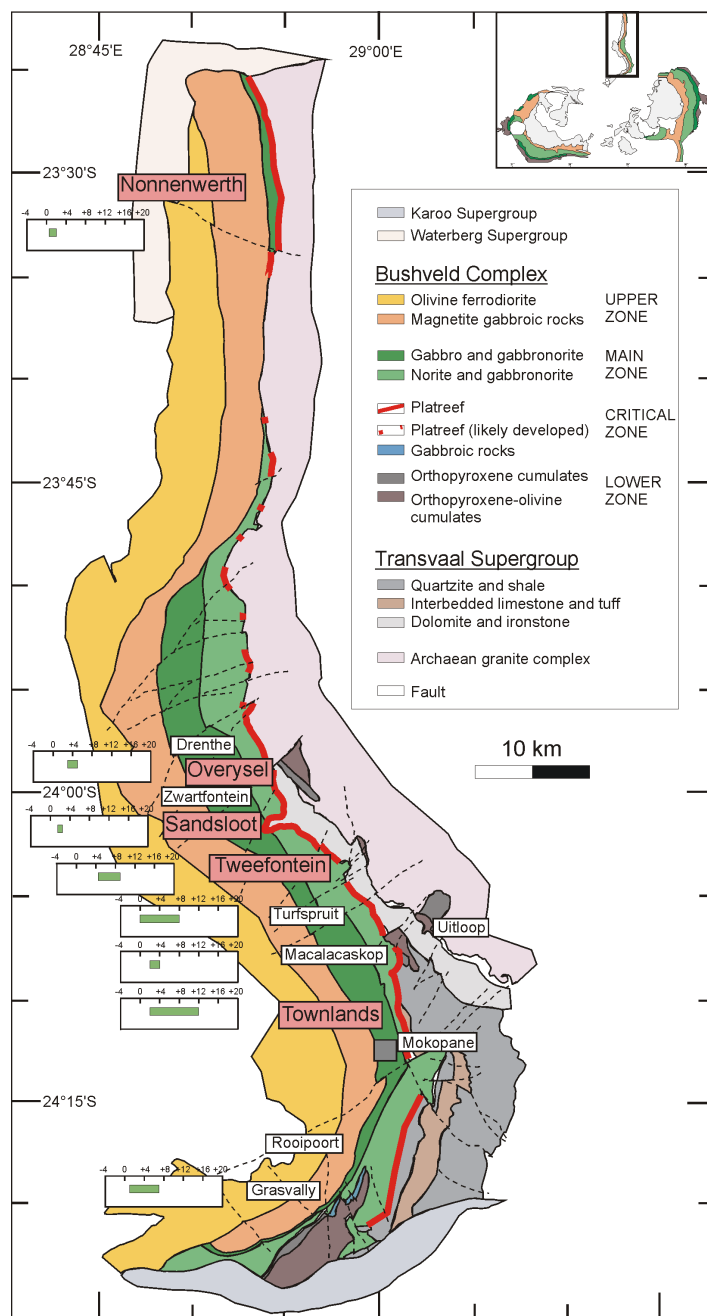 28°45'E
29°00'E
23°30'S
Nonnenwerth
-4 0 +4 +12 +16 +20
Karoo Supergroup
Waterberg Supergroup
Bushveld Complex
Olivine ferrodiorite
Magnetite gabbroic rocks
UPPER
ZONE
Gabbro and gabbronorite
Norite and gabbronorite
MAIN
ZONE
Platreef
Platreef (likely developed)
Gabbroic rocks
CRITICAL
ZONE
Orthopyroxene cumulates
Orthopyroxene-olivine
cumulates
LOWER
ZONE
Transvaal Supergroup
Quartzite and shale
Interbedded limestone and tuff
Dolomite and ironstone
Archaean granite complex
Fault
23°45'S
10 km
Drenthe
-4 0 +4 +8 +12 +16 +20
Overysel
24°00'S
Zwartfontein
-4 0 +4 +8 +12 +16 +20
Sandsloot
Tweefontein
-4 0 +4 +8 +12 +16 +20
-4 0 +4 +8 +12 +16 +20
Turfspruit
Uitloop
Macalacaskop
-4 0 +4 +8 +12 +16 +20
-4 0 +4 +8 +12 +16 +20
Townlands
Mokopane
24°15'S
Rooipoort
-4 0 +4 +8 +12 +16 +20
Grasvally